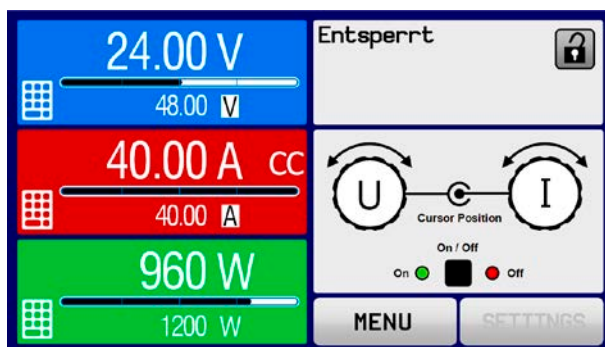 24.00 V
48.00 V
40.00 A CC
40.00 A
960 W
1200 W
Entsperrt
U
I
Cursor Position
On / Off
On
Off
MENU
SETTINGS